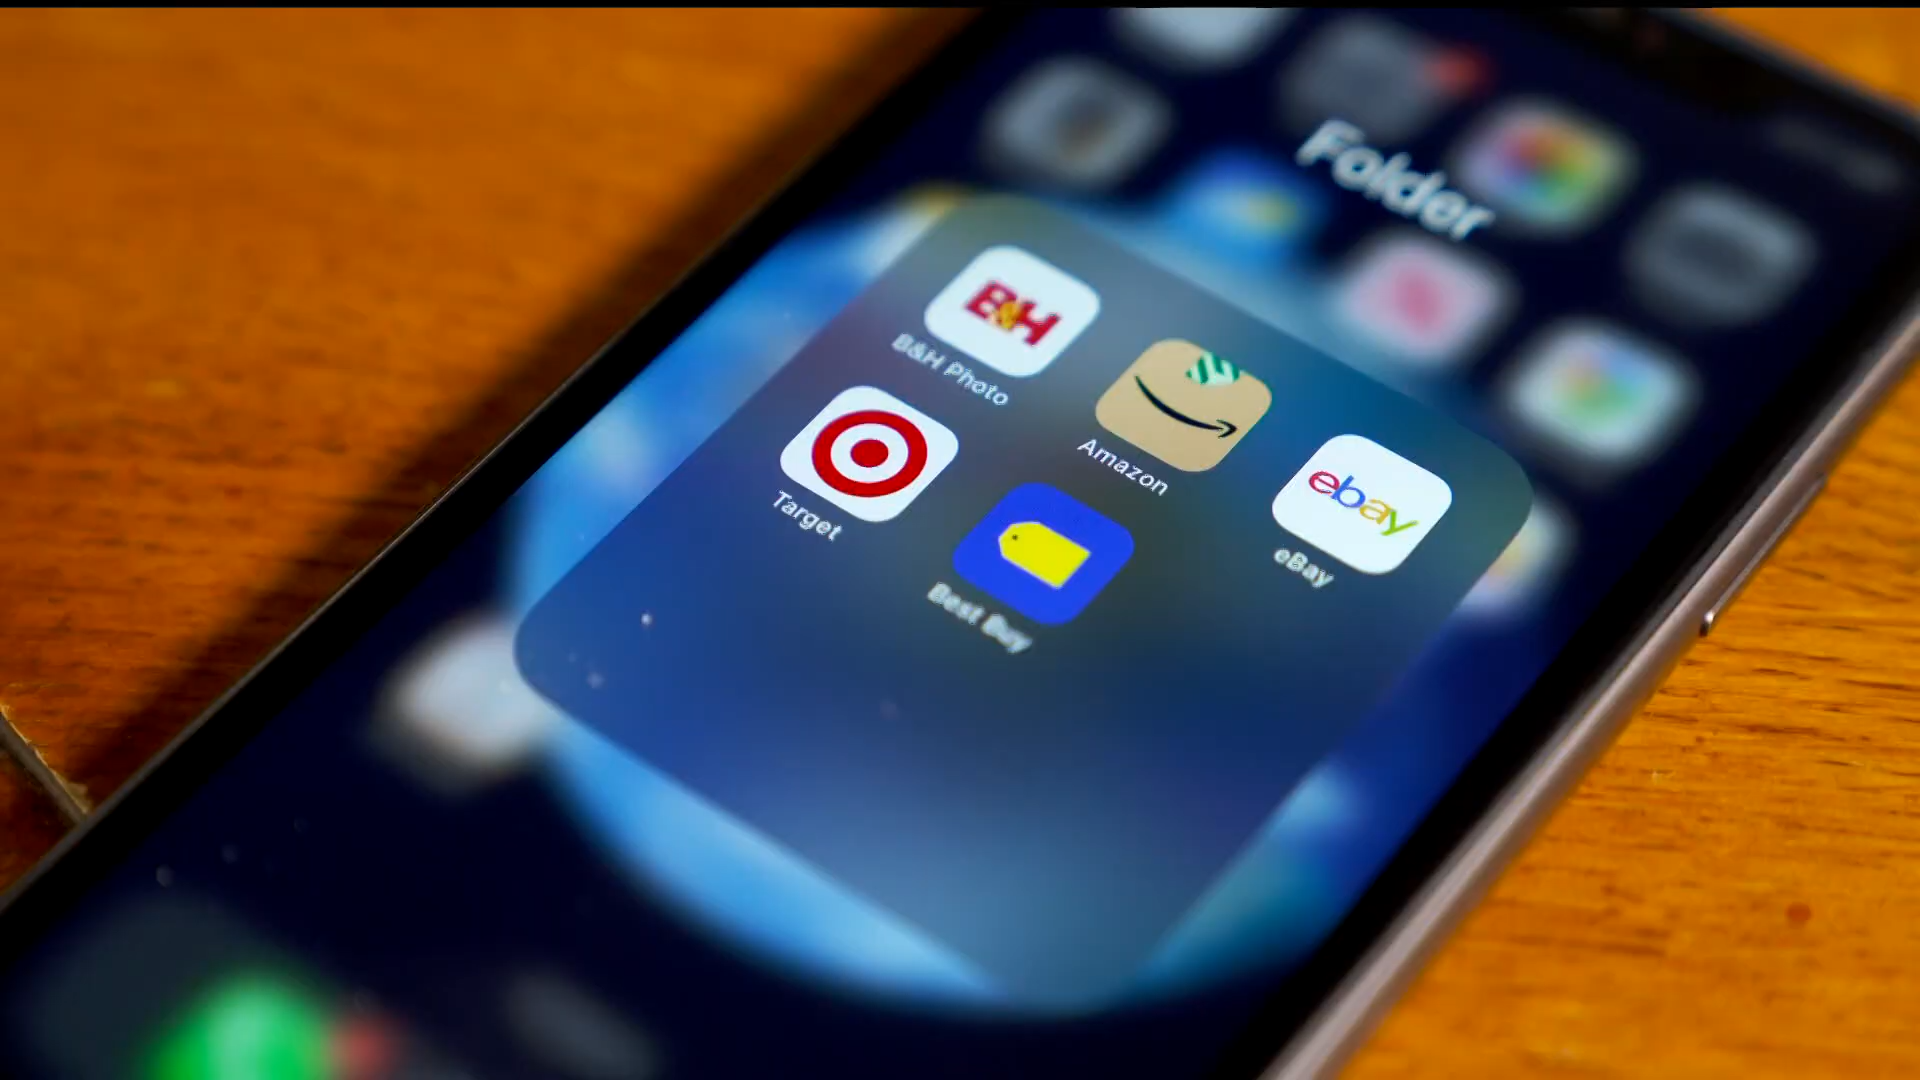 Folder
B&H
B&H Photo
Amazon
ebay
eBay
Target
Best Buy